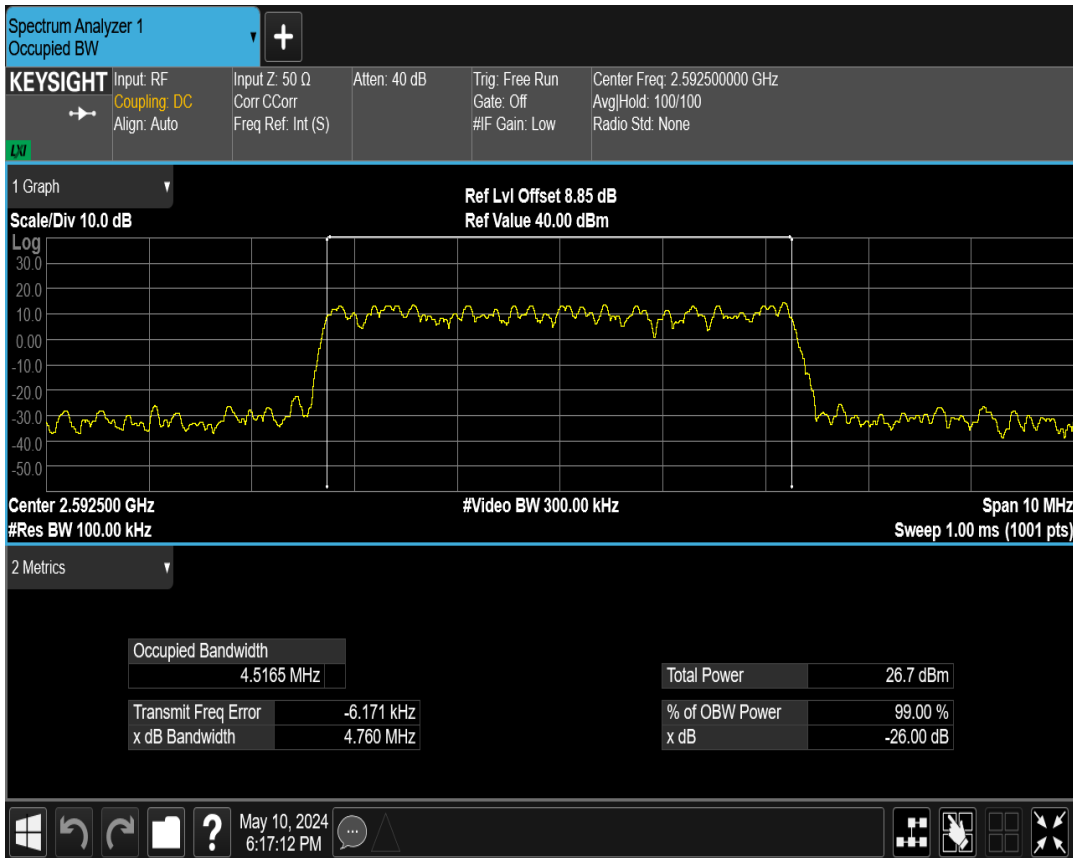 Spectrum Analyzer 1
Occupied BW
+
KEYSIGHT
LXI
Input: RF
Coupling: DC
Align: Auto
Input Z: 50 Ω
Corr CCorr
Freq Ref: Int (S)
Atten: 40 dB
Trig: Free Run
Gate: Off
#IF Gain: Low
Center Freq: 2.592500000 GHz
Avg|Hold: 100/100
Radio Std: None
1 Graph
Scale/Div 10.0 dB
Ref Lvl Offset 8.85 dB
Ref Value 40.00 dBm
Log
30.0
20.0
10.0
0.00
-10.0
-20.0
-30.0
-40.0
-50.0
Center 2.592500 GHz
#Video BW 300.00 kHz
Span 10 MHz
#Res BW 100.00 kHz
Sweep 1.00 ms (1001 pts)
2 Metrics
Occupied Bandwidth
4.5165 MHz
Total Power 26.7 dBm
Transmit Freq Error -6.171 kHz
% of OBW Power 99.00 %
x dB Bandwidth 4.760 MHz
x dB -26.00 dB
?
May 10, 2024
6:17:12 PM